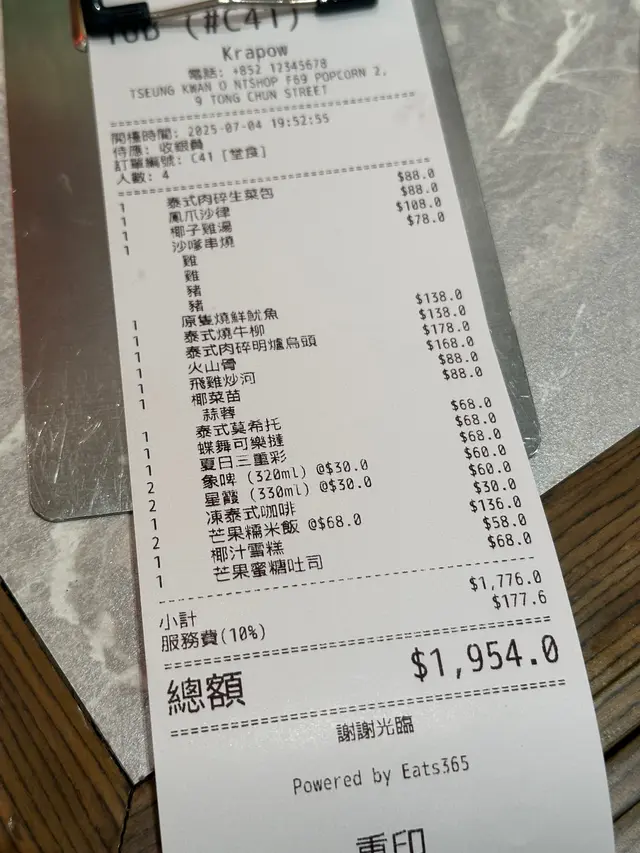 (#C41)
Krapow
電話: +852 12345678
TSEUNG KWAN O NTSHOP F69 POPCORN 2,
9 TONG CHUN STREET
開檯時間: 2025-07-04 19:52:55
侍應: 收銀員
訂單編號: C41 [堂食]
人數: 4
1 泰式肉碎生菜包 $88.0
1 鳳爪沙律 $88.0
1 椰子雞湯 $108.0
1 沙嗲串燒 $78.0
雞
雞
豬
豬
1 原隻燒鮮魷魚 $138.0
1 泰式燒牛柳 $138.0
1 泰式肉碎明爐烏頭 $178.0
1 火山骨 $168.0
1 飛雞炒河 $88.0
1 椰菜苗 $88.0
蒜蓉
1 泰式莫希托 $68.0
1 蝶舞可樂撻 $68.0
1 夏日三重彩 $68.0
2 象啤 (320ml) @$30.0 $60.0
2 星霸 (330ml) @$30.0 $60.0
1 凍泰式咖啡 $30.0
2 芒果糯米飯 @$68.0 $136.0
1 椰汁雪糕 $58.0
1 芒果蜜糖吐司 $68.0
小計 $1,776.0
服務費(10%) $177.6
總額 $1,954.0
謝謝光臨
Powered by Eats365
重印